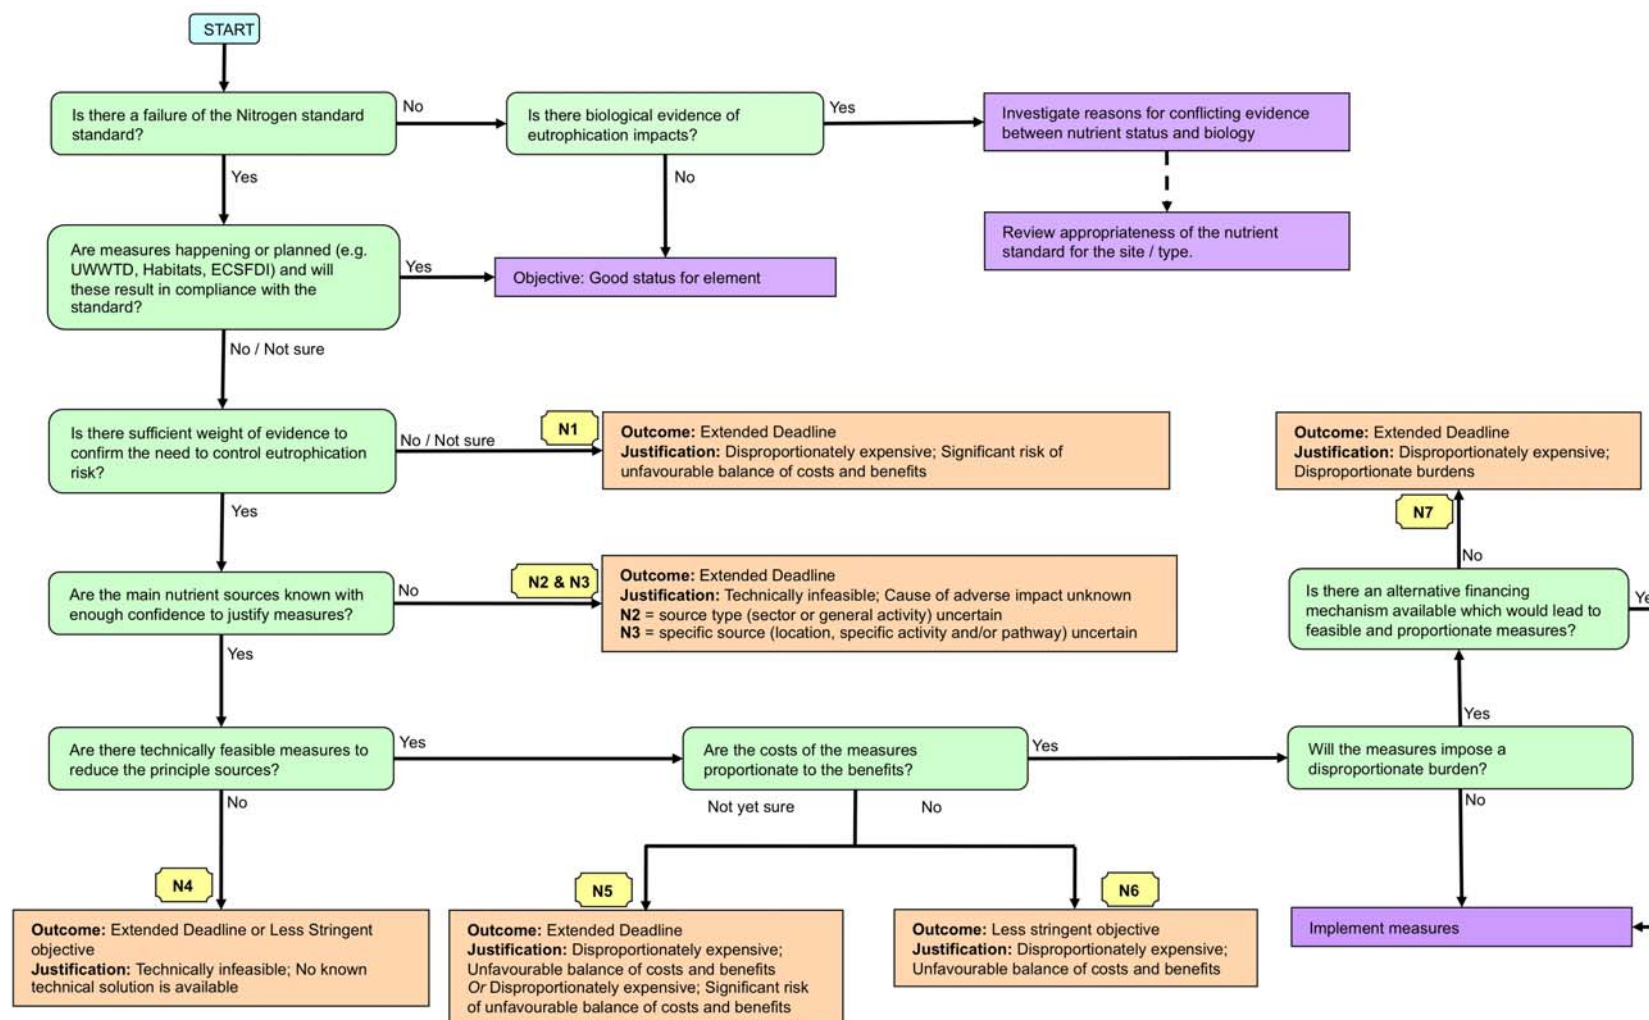 START
Is there a failure of the Nitrogen standard
standard?
No
Is there biological evidence of
eutrophication impacts?
Yes
Investigate reasons for conflicting evidence
between nutrient status and biology
Yes
No
Review appropriateness of the nutrient
standard for the site / type.
Are measures happening or planned (e.g.
UWWTD, Habitats, ECSFDI) and will
these result in compliance with the
standard?
Yes
Objective: Good status for element
No / Not sure
Is there sufficient weight of evidence to
confirm the need to control eutrophication
risk?
No / Not sure
N1
Outcome: Extended Deadline
Justification: Disproportionately expensive; Significant risk of
unfavourable balance of costs and benefits
Outcome: Extended Deadline
Justification: Disproportionately expensive;
Disproportionate burdens
N7
No
Yes
Are the main nutrient sources known with
enough confidence to justify measures?
No
N2 & N3
Outcome: Extended Deadline
Justification: Technically infeasible; Cause of adverse impact unknown
N2 = source type (sector or general activity) uncertain
N3 = specific source (location, specific activity and/or pathway) uncertain
Is there an alternative financing
mechanism available which would lead to
feasible and proportionate measures?
Yes
Yes
Are there technically feasible measures to
reduce the principle sources?
Yes
Are the costs of the measures
proportionate to the benefits?
Yes
Will the measures impose a
disproportionate burden?
No
Not yet sure
No
No
N4
Outcome: Extended Deadline or Less Stringent
objective
Justification: Technically infeasible; No known
technical solution is available
N5
Outcome: Extended Deadline
Justification: Disproportionately expensive;
Unfavourable balance of costs and benefits
Or Disproportionately expensive; Significant risk
of unfavourable balance of costs and benefits
N6
Outcome: Less stringent objective
Justification: Disproportionately expensive;
Unfavourable balance of costs and benefits
Implement measures